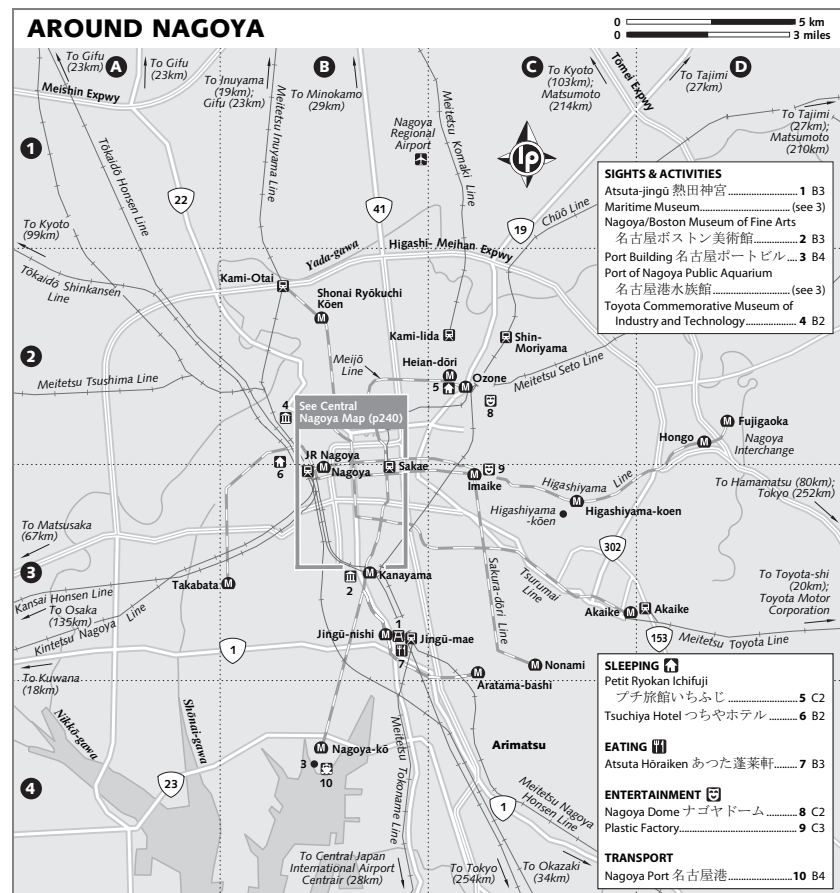 AROUND NAGOYA
0 5 km
0 3 miles
A
B
C
D
1
2
3
4
To Gifu
(23km)
To Gifu
(23km)
To Inuyama
(19km);
Gifu (23km)
To Minokamo
(29km)
To Kyoto
(103km);
Matsumoto
(214km)
Tōmei Expwy
To Tajimi
(27km)
To Tajimi
(27km);
Matsumoto
(210km)
Meishin Expwy
Tōkaidō Honsen Line
Meitetsu Inuyama Line
Nagoya
Regional
Airport
Meitetsu Komaki Line
lp
22
41
19
Chūō Line
To Kyoto
(99km)
Tōkaidō Shinkansen
Line
Yada-gawa
Higashi-Meihan Expwy
Kami-Otai
Shonai Ryōkuchi
Kōen
Kami-Iida
Shin-
Moriyama
Meijō
Line
Heian-dōri
5
Ozone
8
Meitetsu Seto Line
Meitetsu Tsushima Line
4
See Central
Nagoya Map (p240)
Fujigaoka
Hongo
Nagoya
Interchange
JR Nagoya
Nagoya
Sakae
6
9
Imaike
Higashiyama Line
Higashiyama
-kōen
Higashiyama-koen
To Hamamatsu (80km);
Tokyo (252km)
To Matsusaka
(67km)
302
Takabata
2
Kanayama
Sakura-dōri Line
Tsurumai
Line
To Toyota-shi
(20km);
Toyota Motor
Corporation
Kansai Honsen Line
To Osaka
(135km)
Kintetsu Nagoya Line
Akaike
Akaike
1
Jingū-nishi
1
Jingū-mae
7
153
Meitetsu Toyota Line
Nonami
Aratama-bashi
To Kuwana
(18km)
Nikkō-gawa
Shōnai-gawa
Nagoya-kō
3
10
Arimatsu
23
Meitetsu Tokoname Line
1
Meitetsu Nagoya
Honsen Line
To Central Japan
International Airport
Centrair (28km)
To Tokyo
(254km)
To Okazaki
(34km)
SIGHTS & ACTIVITIES
Atsuta-jingū 熱田神宮 1 B3
Maritime Museum (see 3)
Nagoya/Boston Museum of Fine Arts
名古屋ボストン美術館 2 B3
Port Building 名古屋ポートビル 3 B4
Port of Nagoya Public Aquarium
名古屋港水族館 (see 3)
Toyota Commemorative Museum of
Industry and Technology 4 B2
SLEEPING
Petit Ryokan Ichifuji
プチ旅館いちふじ 5 C2
Tsuchiya Hotel つちやホテル 6 B2
EATING
Atsuta Hōraiken あつた蓬莱軒 7 B3
ENTERTAINMENT
Nagoya Dome ナゴヤドーム 8 C2
Plastic Factory 9 C3
TRANSPORT
Nagoya Port 名古屋港 10 B4